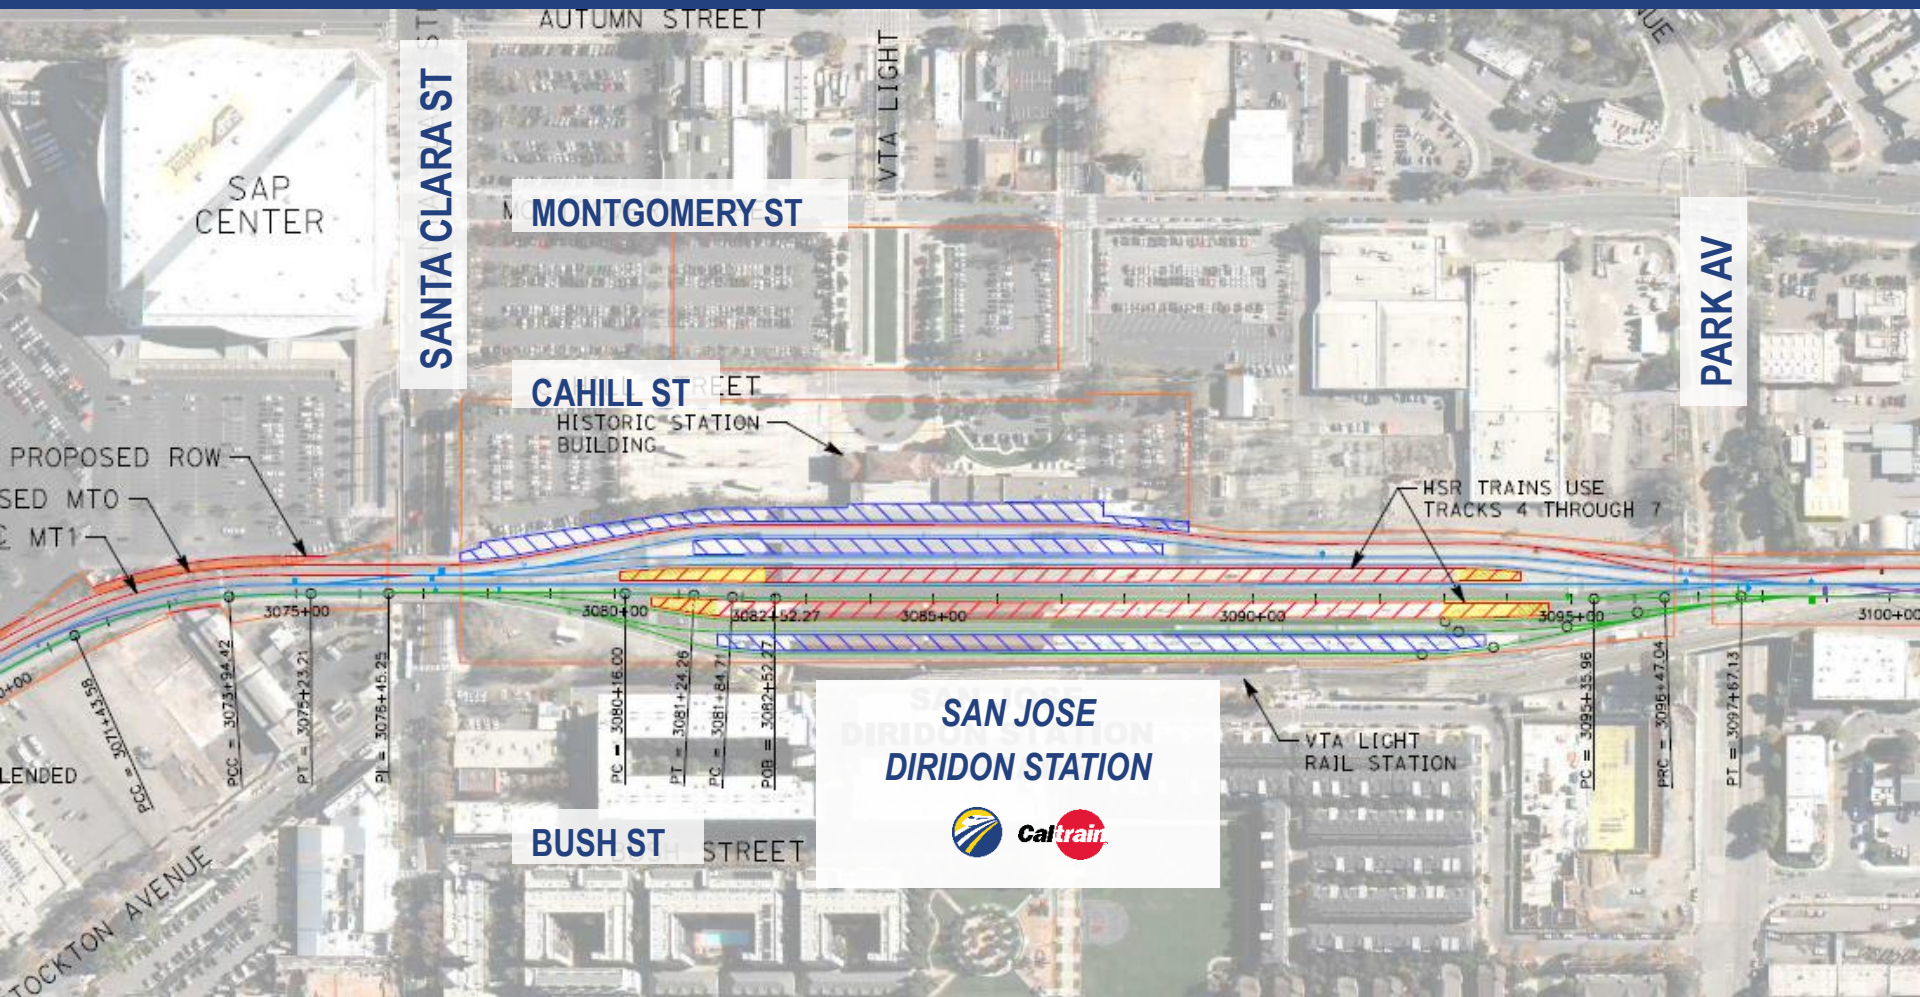 AUTUMN STREET
SANTA CLARA ST
VTA LIGHT
SAP
CENTER
MONTGOMERY ST
PARK AV
CAHILL ST
REET
HISTORIC STATION
BUILDING
PROPOSED ROW
SED MT0
MT1
HSR TRAINS USE
TRACKS 4 THROUGH 7
3075+00
3080+00
3082+52.27
3085+00
3090+00
3095+00
3100+00
PCC = 3071+43.58
PCC = 3073+94.42
PT = 3075+23.21
PI = 3076+45.25
PC = 3080+16.00
PT = 3081+24.26
PC = 3081+84.71
POB = 3082+52.27
PC = 3095+35.96
PRC = 3096+47.04
PT = 3097+67.13
SAN JOSE
DIRIDON STATION
SAN JOSE
DIRIDON STATION
Caltrain
VTA LIGHT
RAIL STATION
LENDED
BUSH ST
STREET
TOCKTON AVENUE